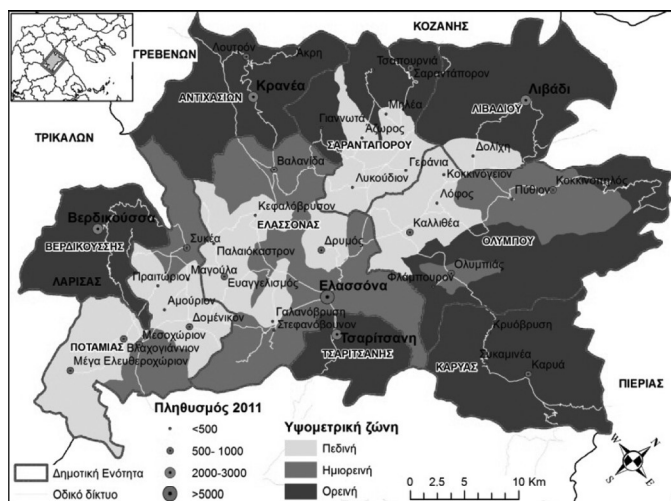 ΚΟΖΑΝΗΣ
ΓΡΕΒΕΝΩΝ
Λουτρόν
Άκρη
Τσαπουρνιά
Σαραντάπορον
Κρανέα
ΑΝΤΙΧΑΣΙΩΝ
Λιβάδι
ΛΙΒΑΔΙΟΥ
Μηλέα
Γιαννωτά
Άζωρος
ΣΑΡΑΝΤΑΠΟΡΟΥ
ΤΡΙΚΑΛΩΝ
Δολίχη
Βαλανίδα
Γεράνια
Κοκκινόγειον
Λυκούδιον
Κοκκινοπηλός
Πύθιον
Λόφος
Κεφαλόβρυσον
Βερδικούσσα
ΕΛΑΣΣΟΝΑΣ
Καλλιθέα
ΒΕΡΔΙΚΟΥΣΣΗΣ
Συκέα
Δρυμός
ΟΛΥΜΠΟΥ
Παλαιόκαστρον
ΛΑΡΙΣΑΣ
Μαγούλα
Φλάμπουρον
Ολυμπιάς
Πραιτώριον
Ευαγγελισμός
Ελασσόνα
Αμούριον
Γαλανόβρυση
Δομένικον
Στεφανόβουνον
Κρυόβρυση
Μεσοχώριον
Τσαρίτσανη
ΠΟΤΑΜΙΑΣ
Βλαχογιάννιον
ΤΣΑΡΙΤΣΑΝΗΣ
Συκαμινέα
Μέγα Ελευθεροχώριον
ΚΑΡΥΑΣ
Καρυά
ΠΙΕΡΙΑΣ
Πληθυσμός 2011
<500
500- 1000
2000-3000
>5000
Υψομετρική ζώνη
Πεδινή
Ημιορεινή
Ορεινή
Δημοτική Ενότητα
Οδικό δίκτυο
0 2.5 5 10 Km
N
E
S
W